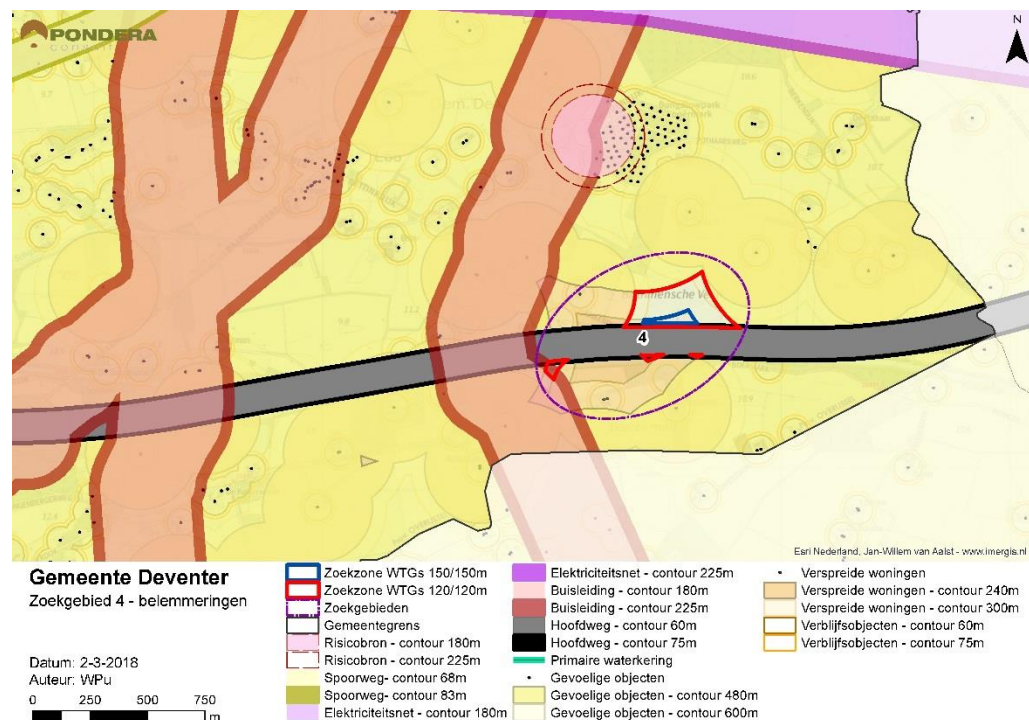 PONDERA
N
4
Esri Nederland, Jan-Willem van Aalst - www.imergis.nl
Gemeente Deventer
Zoekgebied 4 - belemmeringen
Datum: 2-3-2018
Auteur: WPu
0 250 500 750
m
Zoekzone WTGs 150/150m
Zoekzone WTGs 120/120m
Zoekgebieden
Gemeentegrens
Risicobron - contour 180m
Risicobron - contour 225m
Spoorweg- contour 68m
Spoorweg- contour 83m
Elektriciteitsnet - contour 180m
Elektriciteitsnet - contour 225m
Buisleiding - contour 180m
Buisleiding - contour 225m
Hoofdweg - contour 60m
Hoofdweg - contour 75m
Primaire waterkering
Gevoelige objecten
Gevoelige objecten - contour 480m
Gevoelige objecten - contour 600m
Verspreide woningen
Verspreide woningen - contour 240m
Verspreide woningen - contour 300m
Verblijfsobjecten - contour 60m
Verblijfsobjecten - contour 75m